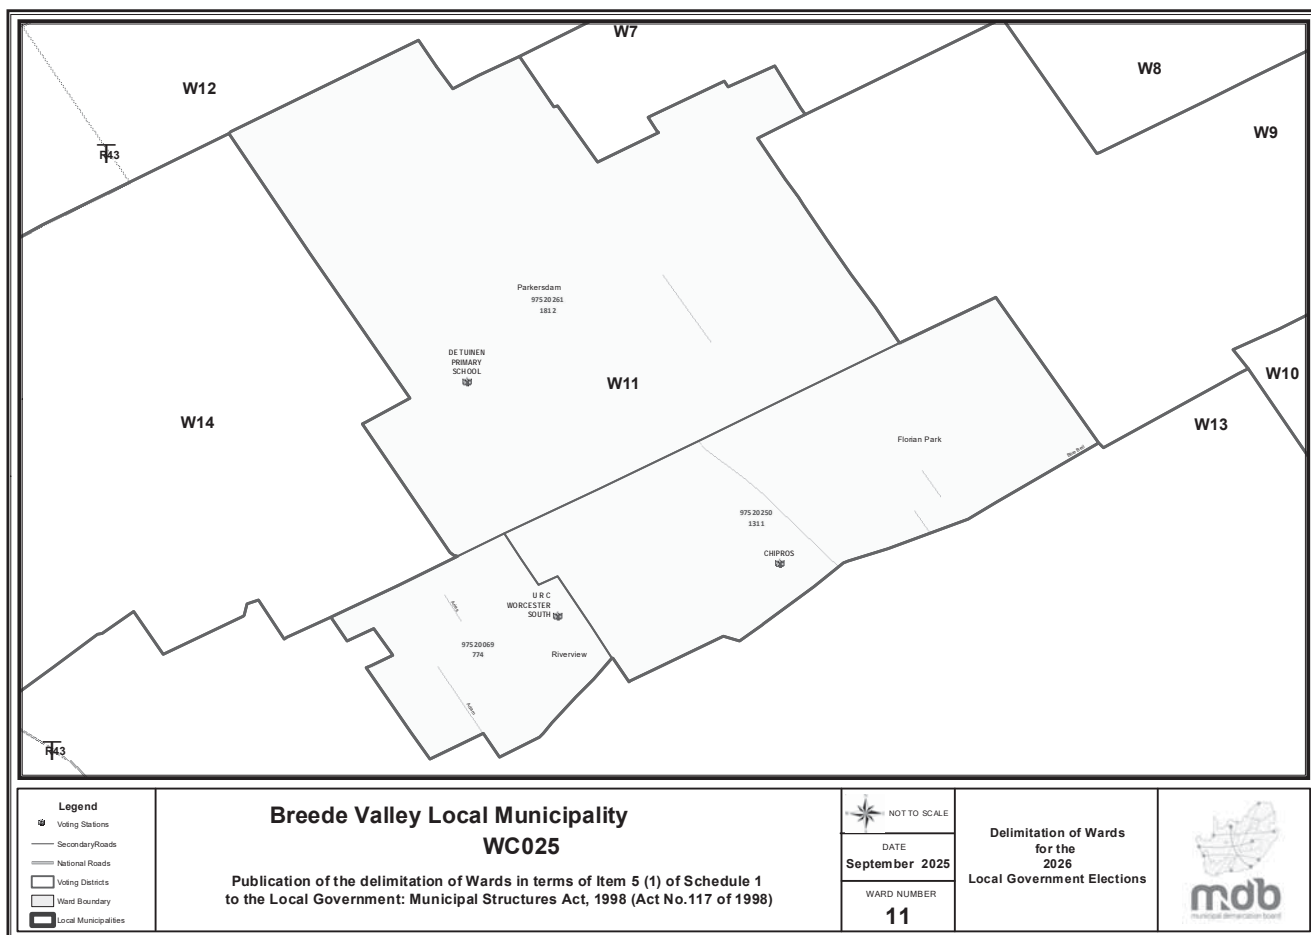 W7
W8
W12
W9
R43
Parkersdam
97520261
1812
DE TUINEN
PRIMARY
SCHOOL
W11
W10
W14
W13
Florian Park
97520250
1311
CHIPROS
U R C
WORCESTER
SOUTH
97520069
774
Riverview
R43
Legend
Voting Stations
SecondaryRoads
National Roads
Voting Districts
Ward Boundary
Local Municipalities
Breede Valley Local Municipality
WC025
Publication of the delimitation of Wards in terms of Item 5 (1) of Schedule 1
to the Local Government: Municipal Structures Act, 1998 (Act No.117 of 1998)
NOT TO SCALE
DATE
September 2025
WARD NUMBER
11
Delimitation of Wards
for the
2026
Local Government Elections
mdb
municipal demarcation board